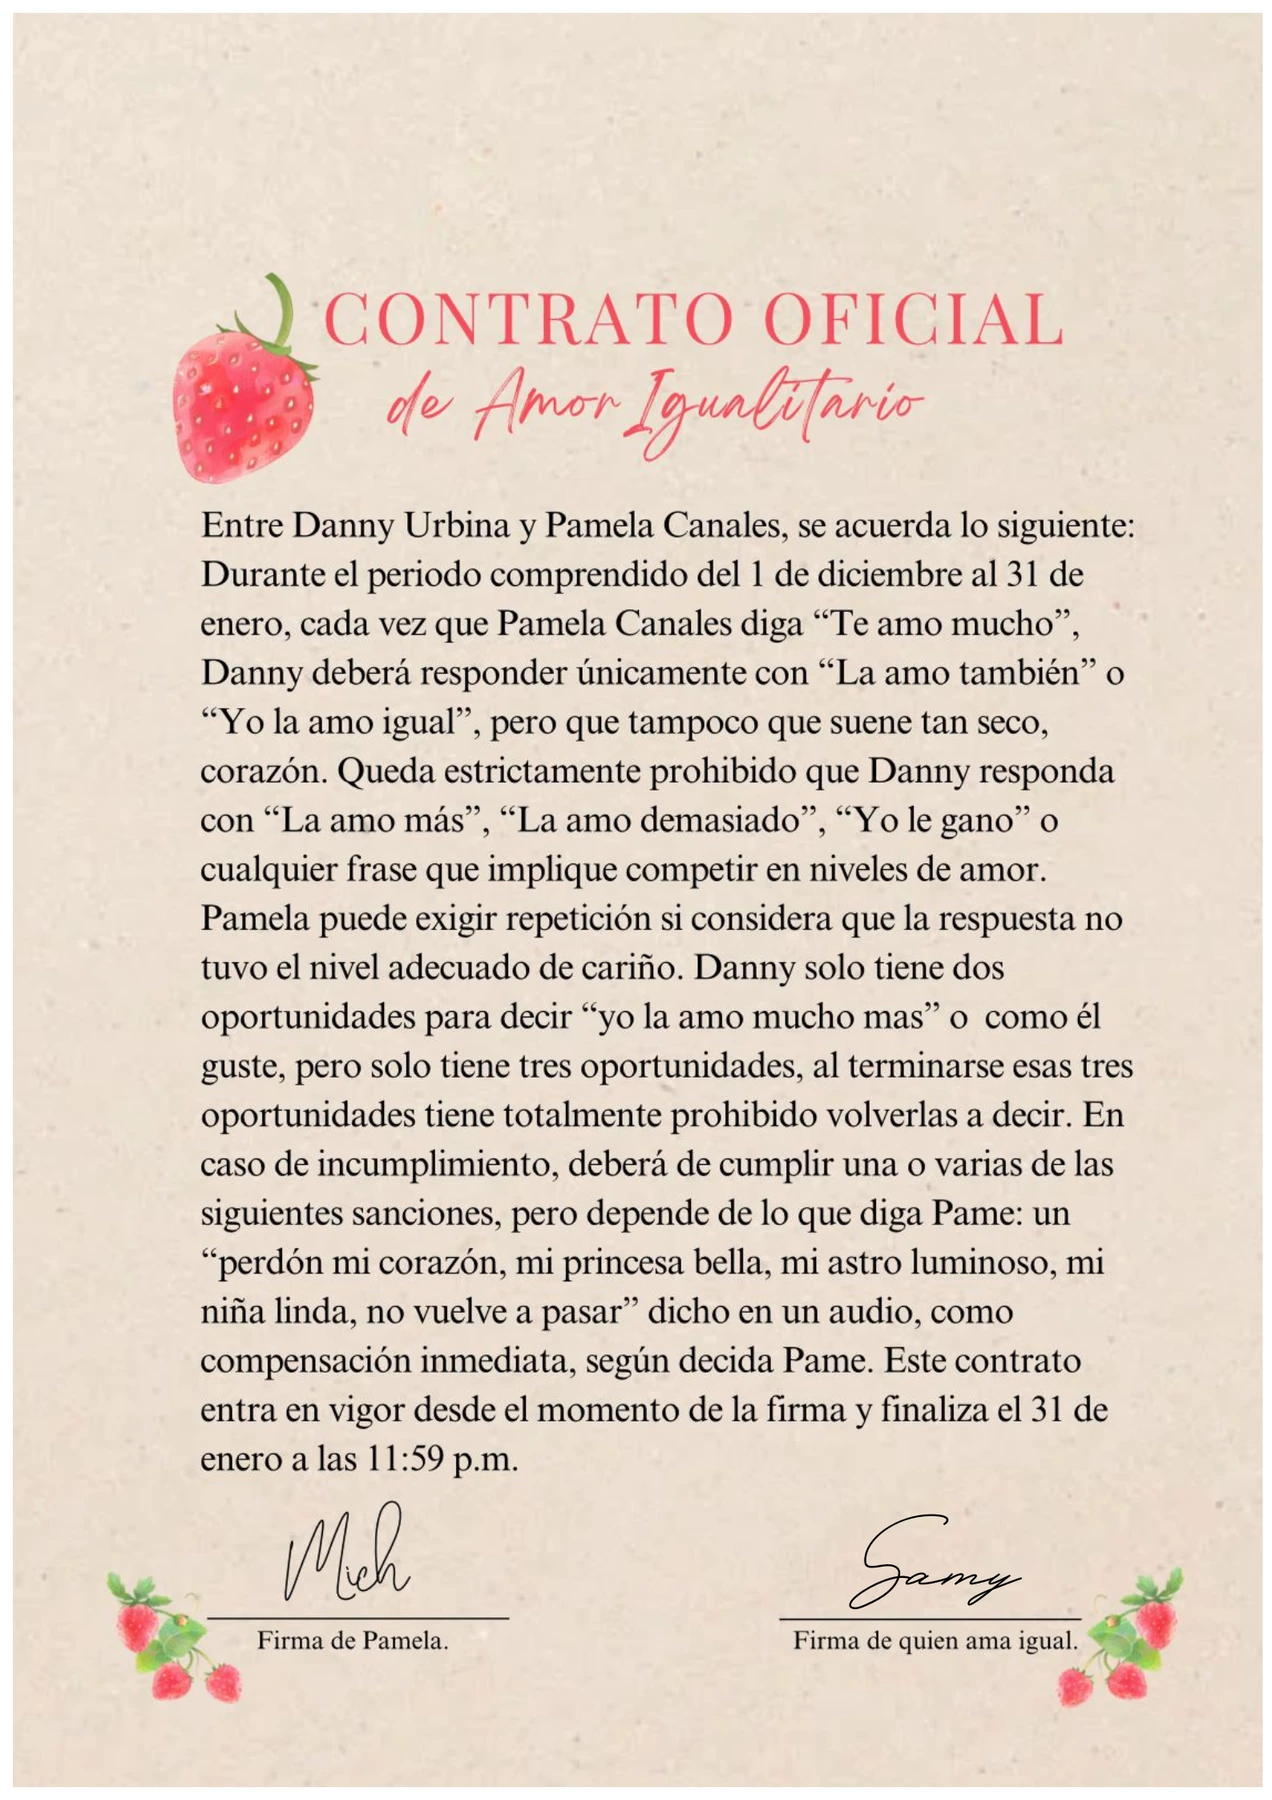 CONTRATO OFICIAL
de Amor Igualitario
Entre Danny Urbina y Pamela Canales, se acuerda lo siguiente:
Durante el periodo comprendido del 1 de diciembre al 31 de
enero, cada vez que Pamela Canales diga “Te amo mucho”,
Danny deberá responder únicamente con “La amo también” o
“Yo la amo igual”, pero que tampoco que suene tan seco,
corazón. Queda estrictamente prohibido que Danny responda
con “La amo más”, “La amo demasiado”, “Yo le gano” o
cualquier frase que implique competir en niveles de amor.
Pamela puede exigir repetición si considera que la respuesta no
tuvo el nivel adecuado de cariño. Danny solo tiene dos
oportunidades para decir “yo la amo mucho mas” o  como él
guste, pero solo tiene tres oportunidades, al terminarse esas tres
oportunidades tiene totalmente prohibido volverlas a decir. En
caso de incumplimiento, deberá de cumplir una o varias de las
siguientes sanciones, pero depende de lo que diga Pame: un
“perdón mi corazón, mi princesa bella, mi astro luminoso, mi
niña linda, no vuelve a pasar” dicho en un audio, como
compensación inmediata, según decida Pame. Este contrato
entra en vigor desde el momento de la firma y finaliza el 31 de
enero a las 11:59 p.m.
Mich
Samy
Firma de Pamela.
Firma de quien ama igual.